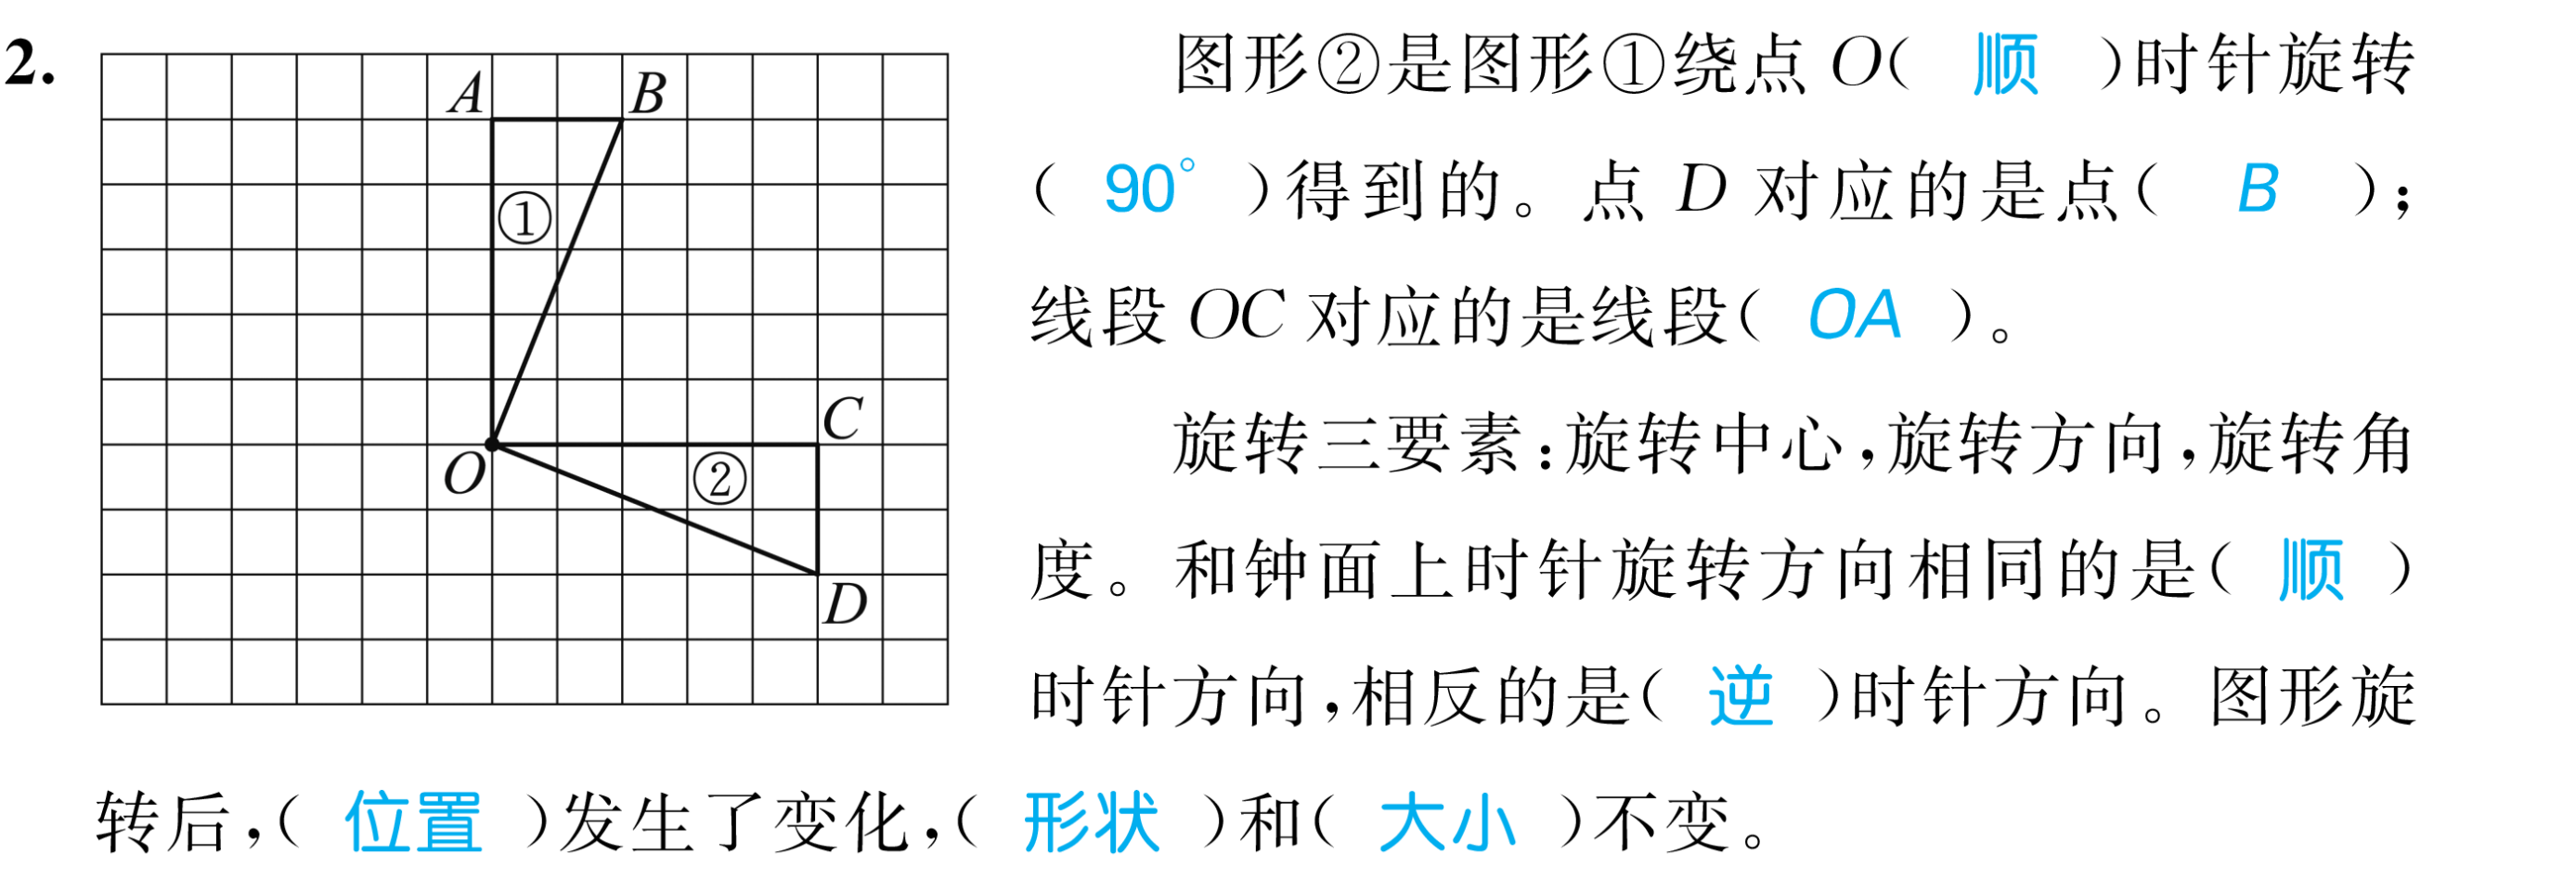 2.
A B
①
C
O
②
D
图形②是图形①绕点 O( 顺 )时针旋转
( 90° )得到的。点 D 对应的是点( B );
线段 OC 对应的是线段( OA )。
旋转三要素:旋转中心,旋转方向,旋转角
度。和钟面上时针旋转方向相同的是( 顺 )
时针方向,相反的是( 逆 )时针方向。图形旋
转后,( 位置 )发生了变化,( 形状 )和( 大小 )不变。